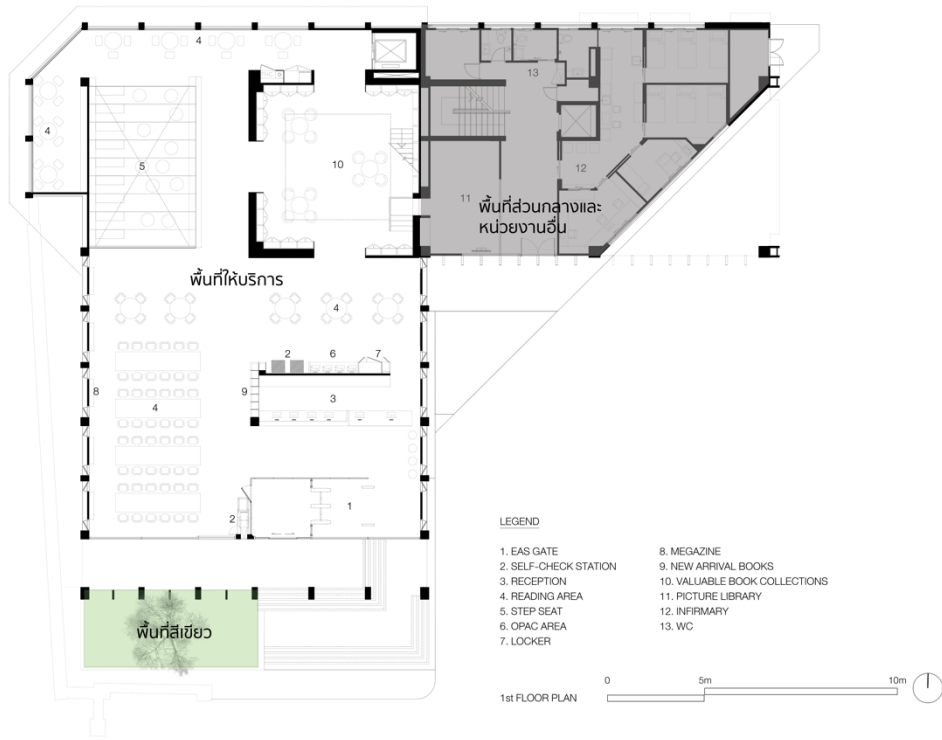 4
13
4
5
10
12
11
พื้นที่ส่วนกลางและ
หน่วยงานอื่น
พื้นที่ให้บริการ
4
2
6
7
8
4
9
3
2
1
พื้นที่สีเขียว
LEGEND
1. EAS GATE
2. SELF-CHECK STATION
3. RECEPTION
4. READING AREA
5. STEP SEAT
6. OPAC AREA
7. LOCKER
8. MEGAZINE
9. NEW ARRIVAL BOOKS
10. VALUABLE BOOK COLLECTIONS
11. PICTURE LIBRARY
12. INFIRMARY
13. WC
1st FLOOR PLAN
0
5m
10m